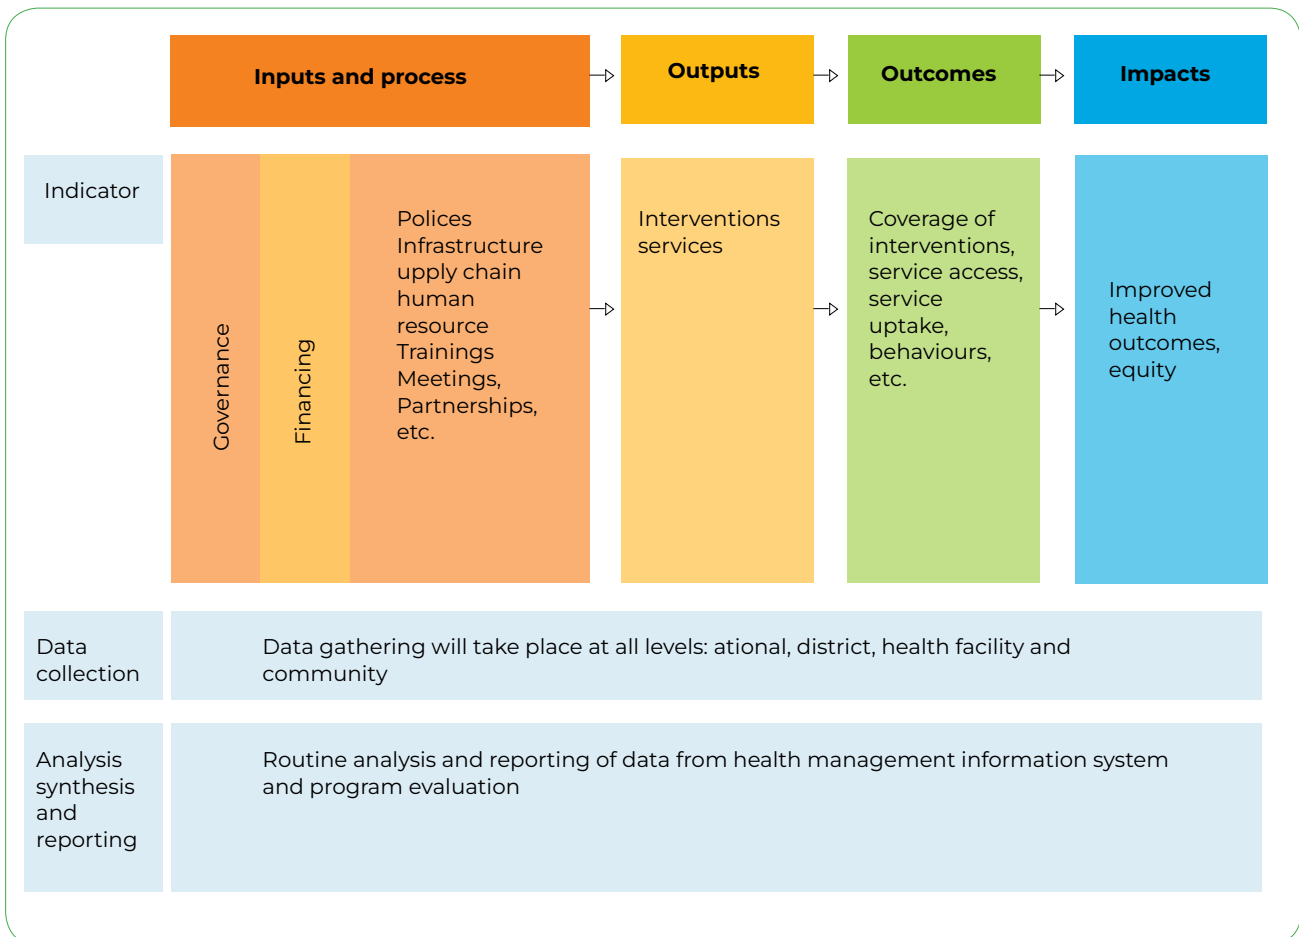 Inputs and process
Outputs
Outcomes
Impacts
Indicator
Governance
Financing
Polices
Infrastructure
upply chain
human
resource
Trainings
Meetings,
Partnerships,
etc.
Interventions
services
Coverage of
interventions,
service access,
service
uptake,
behaviours,
etc.
Improved
health
outcomes,
equity
Data
collection
Data gathering will take place at all levels: ational, district, health facility and
community
Analysis
synthesis
and
reporting
Routine analysis and reporting of data from health management information system
and program evaluation